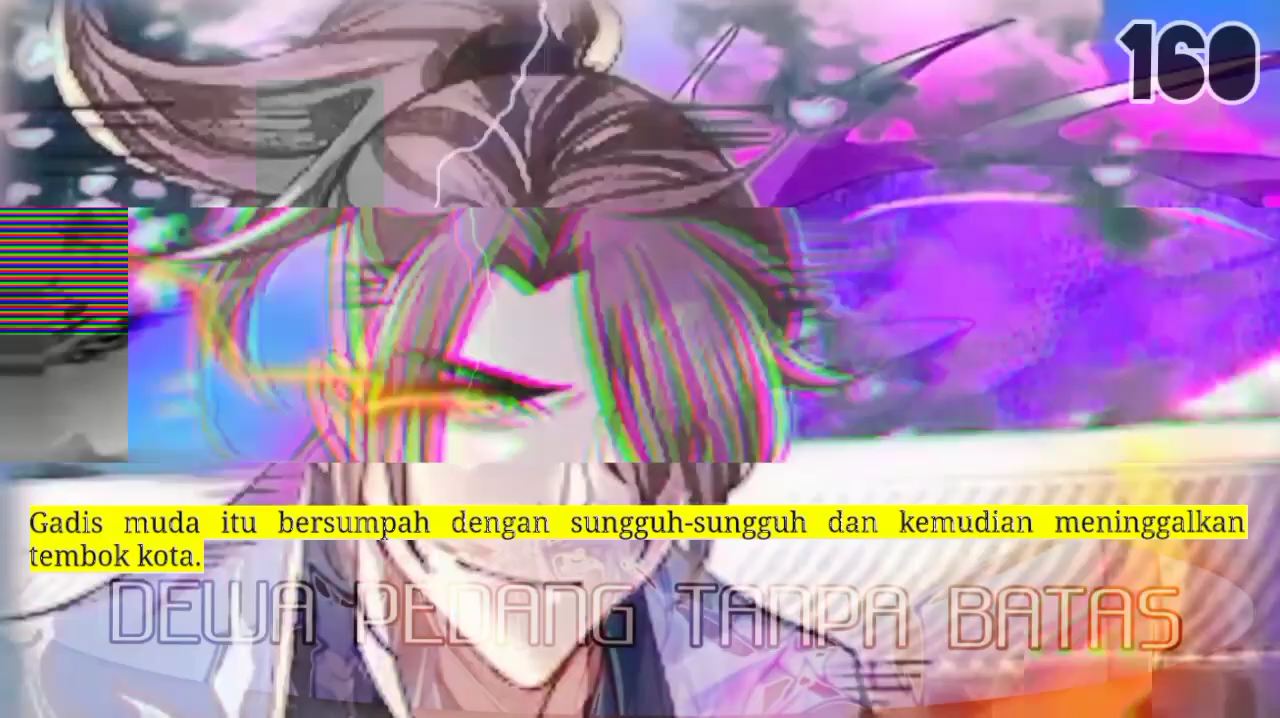 160
Gadis muda itu bersumpah dengan sungguh-sungguh dan kemudian meninggalkan
tembok kota.
DEWA PEDANG TANPA BATAS